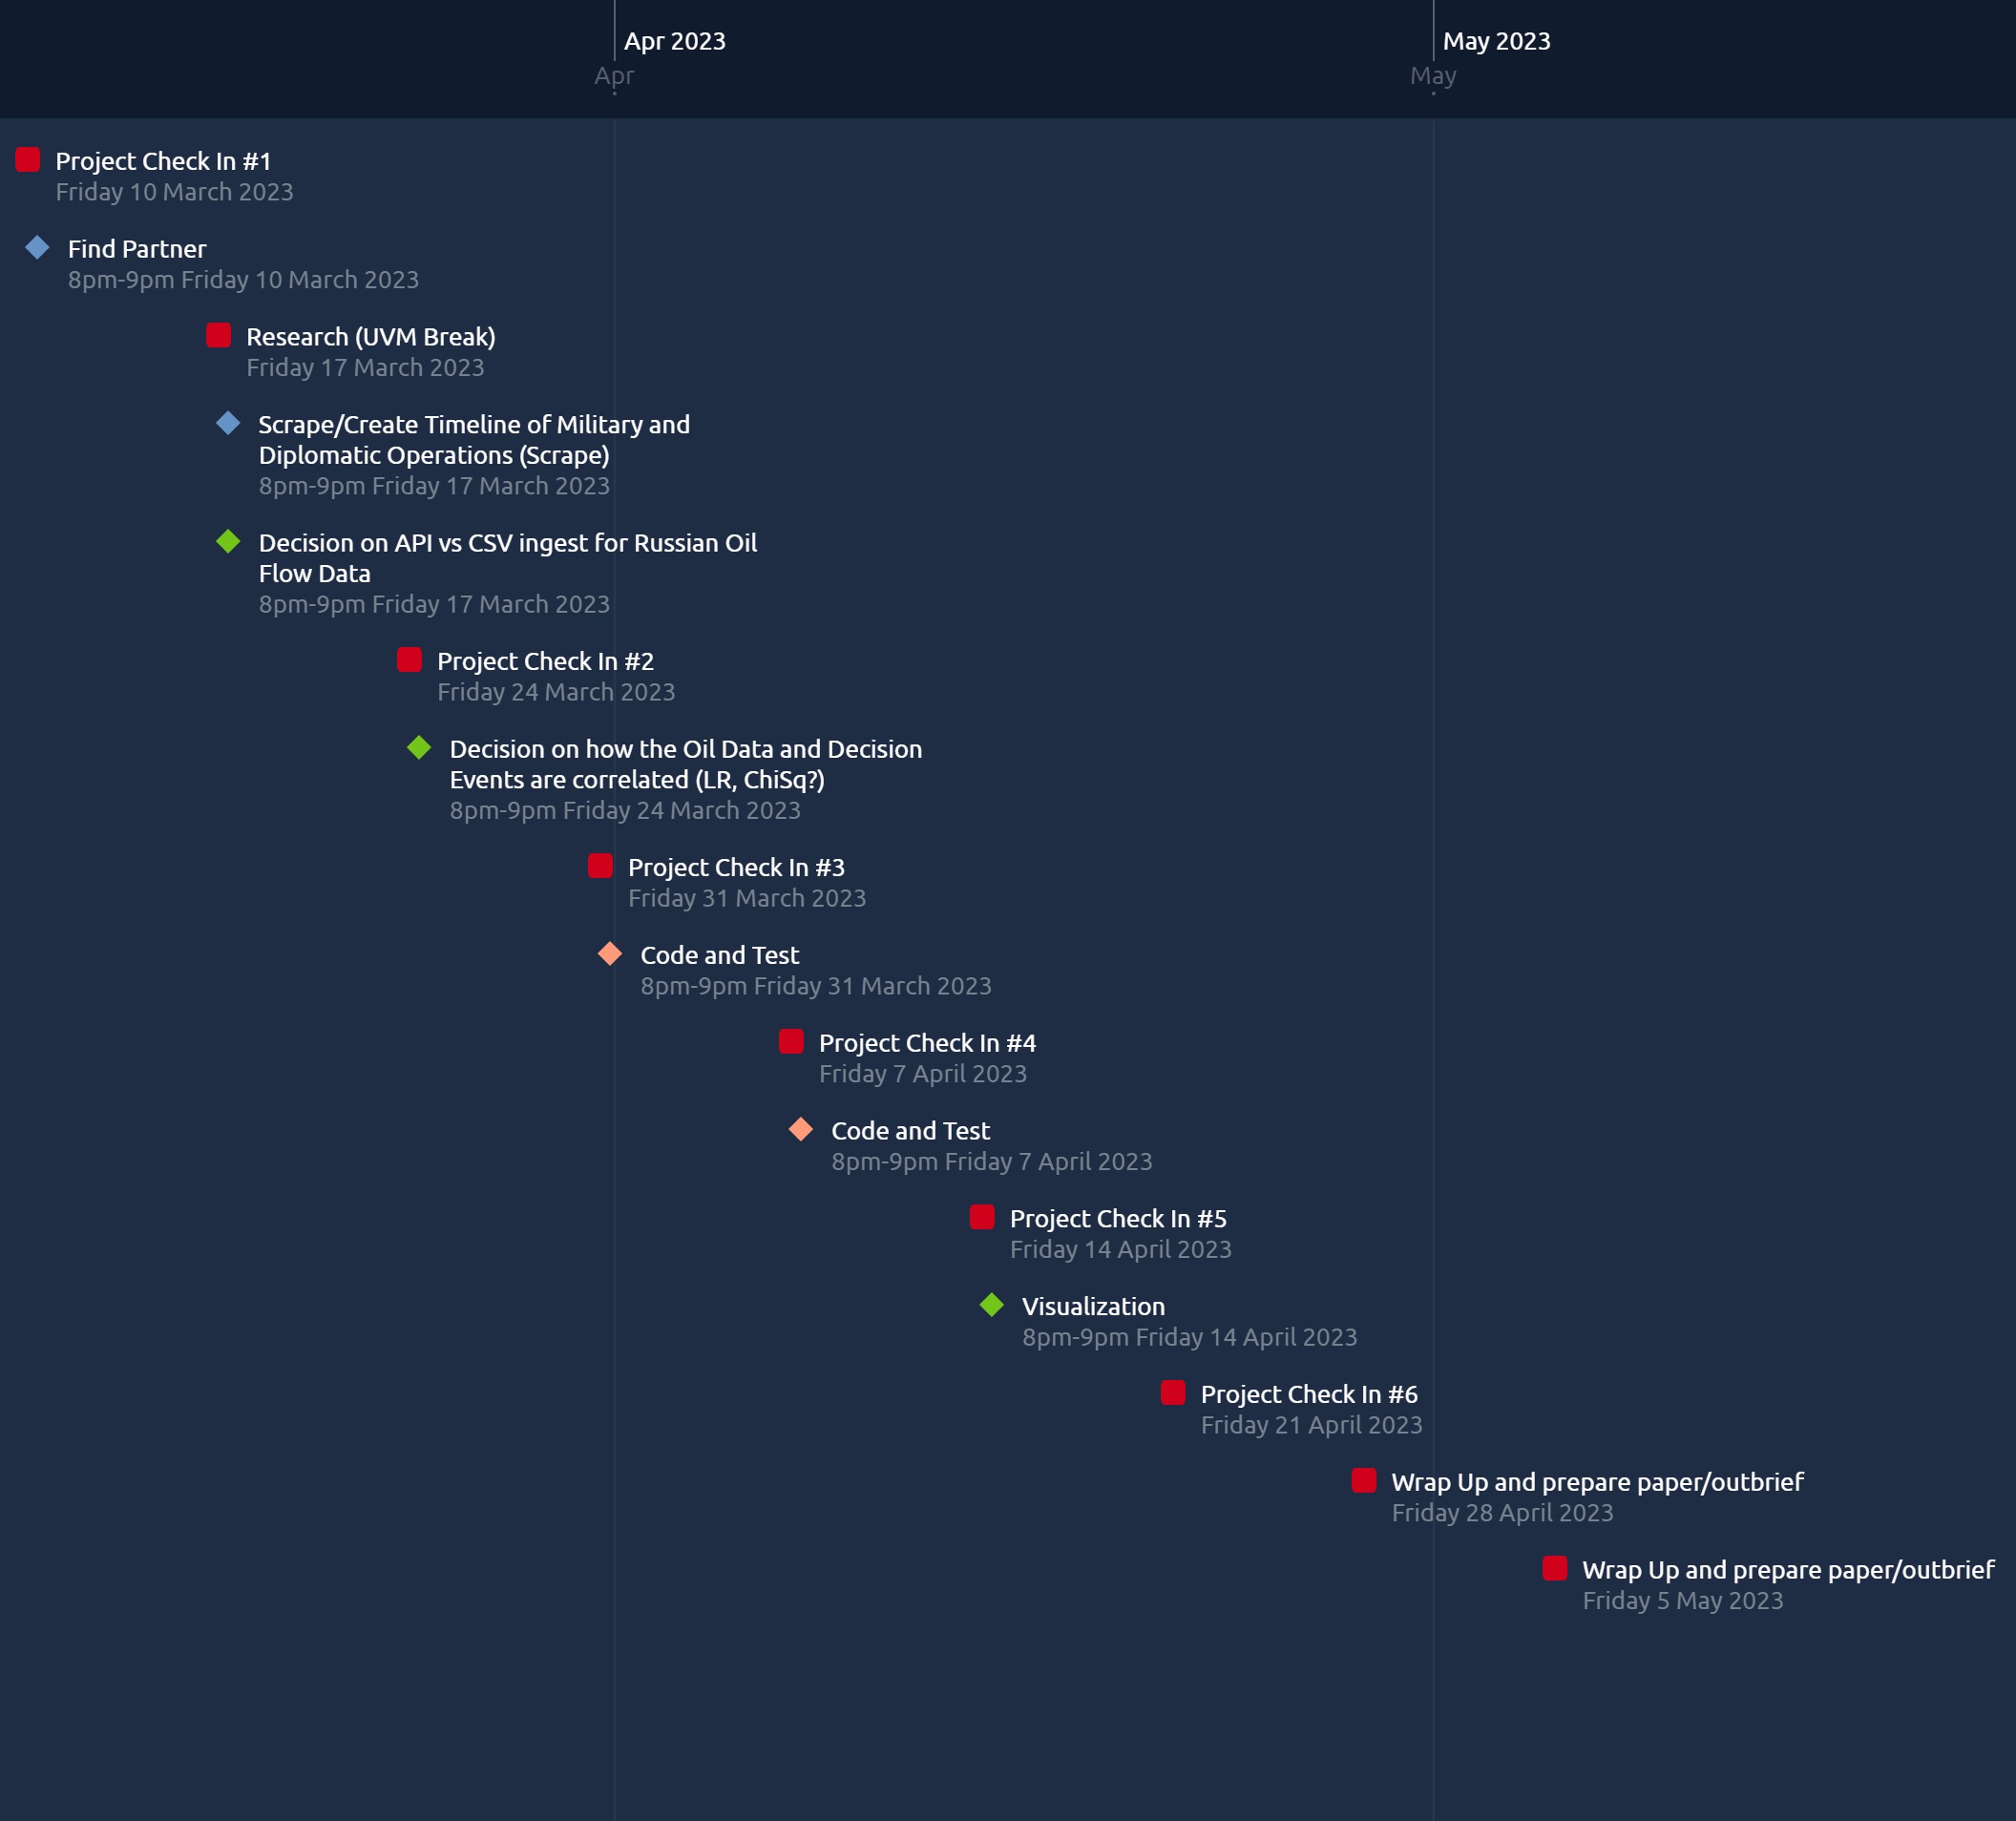 Apr 2023
May 2023
Apr
May
Project Check In #1
Friday 10 March 2023
Find Partner
8pm-9pm Friday 10 March 2023
Research (UVM Break)
Friday 17 March 2023
Scrape/Create Timeline of Military and
Diplomatic Operations (Scrape)
8pm-9pm Friday 17 March 2023
Decision on API vs CSV ingest for Russian Oil
Flow Data
8pm-9pm Friday 17 March 2023
Project Check In #2
Friday 24 March 2023
Decision on how the Oil Data and Decision
Events are correlated (LR, ChiSq?)
8pm-9pm Friday 24 March 2023
Project Check In #3
Friday 31 March 2023
Code and Test
8pm-9pm Friday 31 March 2023
Project Check In #4
Friday 7 April 2023
Code and Test
8pm-9pm Friday 7 April 2023
Project Check In #5
Friday 14 April 2023
Visualization
8pm-9pm Friday 14 April 2023
Project Check In #6
Friday 21 April 2023
Wrap Up and prepare paper/outbrief
Friday 28 April 2023
Wrap Up and prepare paper/outbrief
Friday 5 May 2023